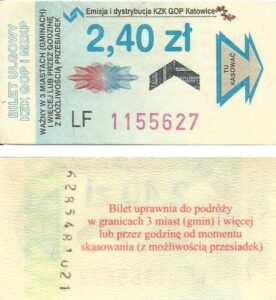 Emisja i dystrybucja KZK GOP Katowice
BILET ULGOWY
KZK GOP i MZKP
WAŻNY W 3 MIASTACH (GMINACH)
I WIĘCEJ LUB PRZEZ GODZINĘ
Z MOŻLIWOŚCIĄ PRZESIADEK
2,40 zł
TU
KASOWAĆ
LF 1155627
6285481021
Bilet uprawnia do podróży
w granicach 3 miast (gmin) i więcej
lub przez godzinę od momentu
skasowania (z możliwością przesiadek)